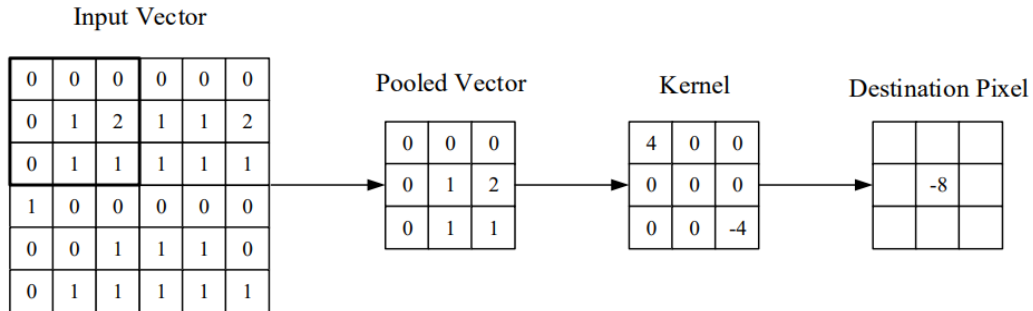 Input Vector
Pooled Vector
Kernel
Destination Pixel
0 0 0 0 0 0
0 1 2 1 1 2
0 1 1 1 1 1
1 0 0 0 0 0
0 0 1 1 1 0
0 1 1 1 1 1
0 0 0
0 1 2
0 1 1
4 0 0
0 0 0
0 0 -4
-8